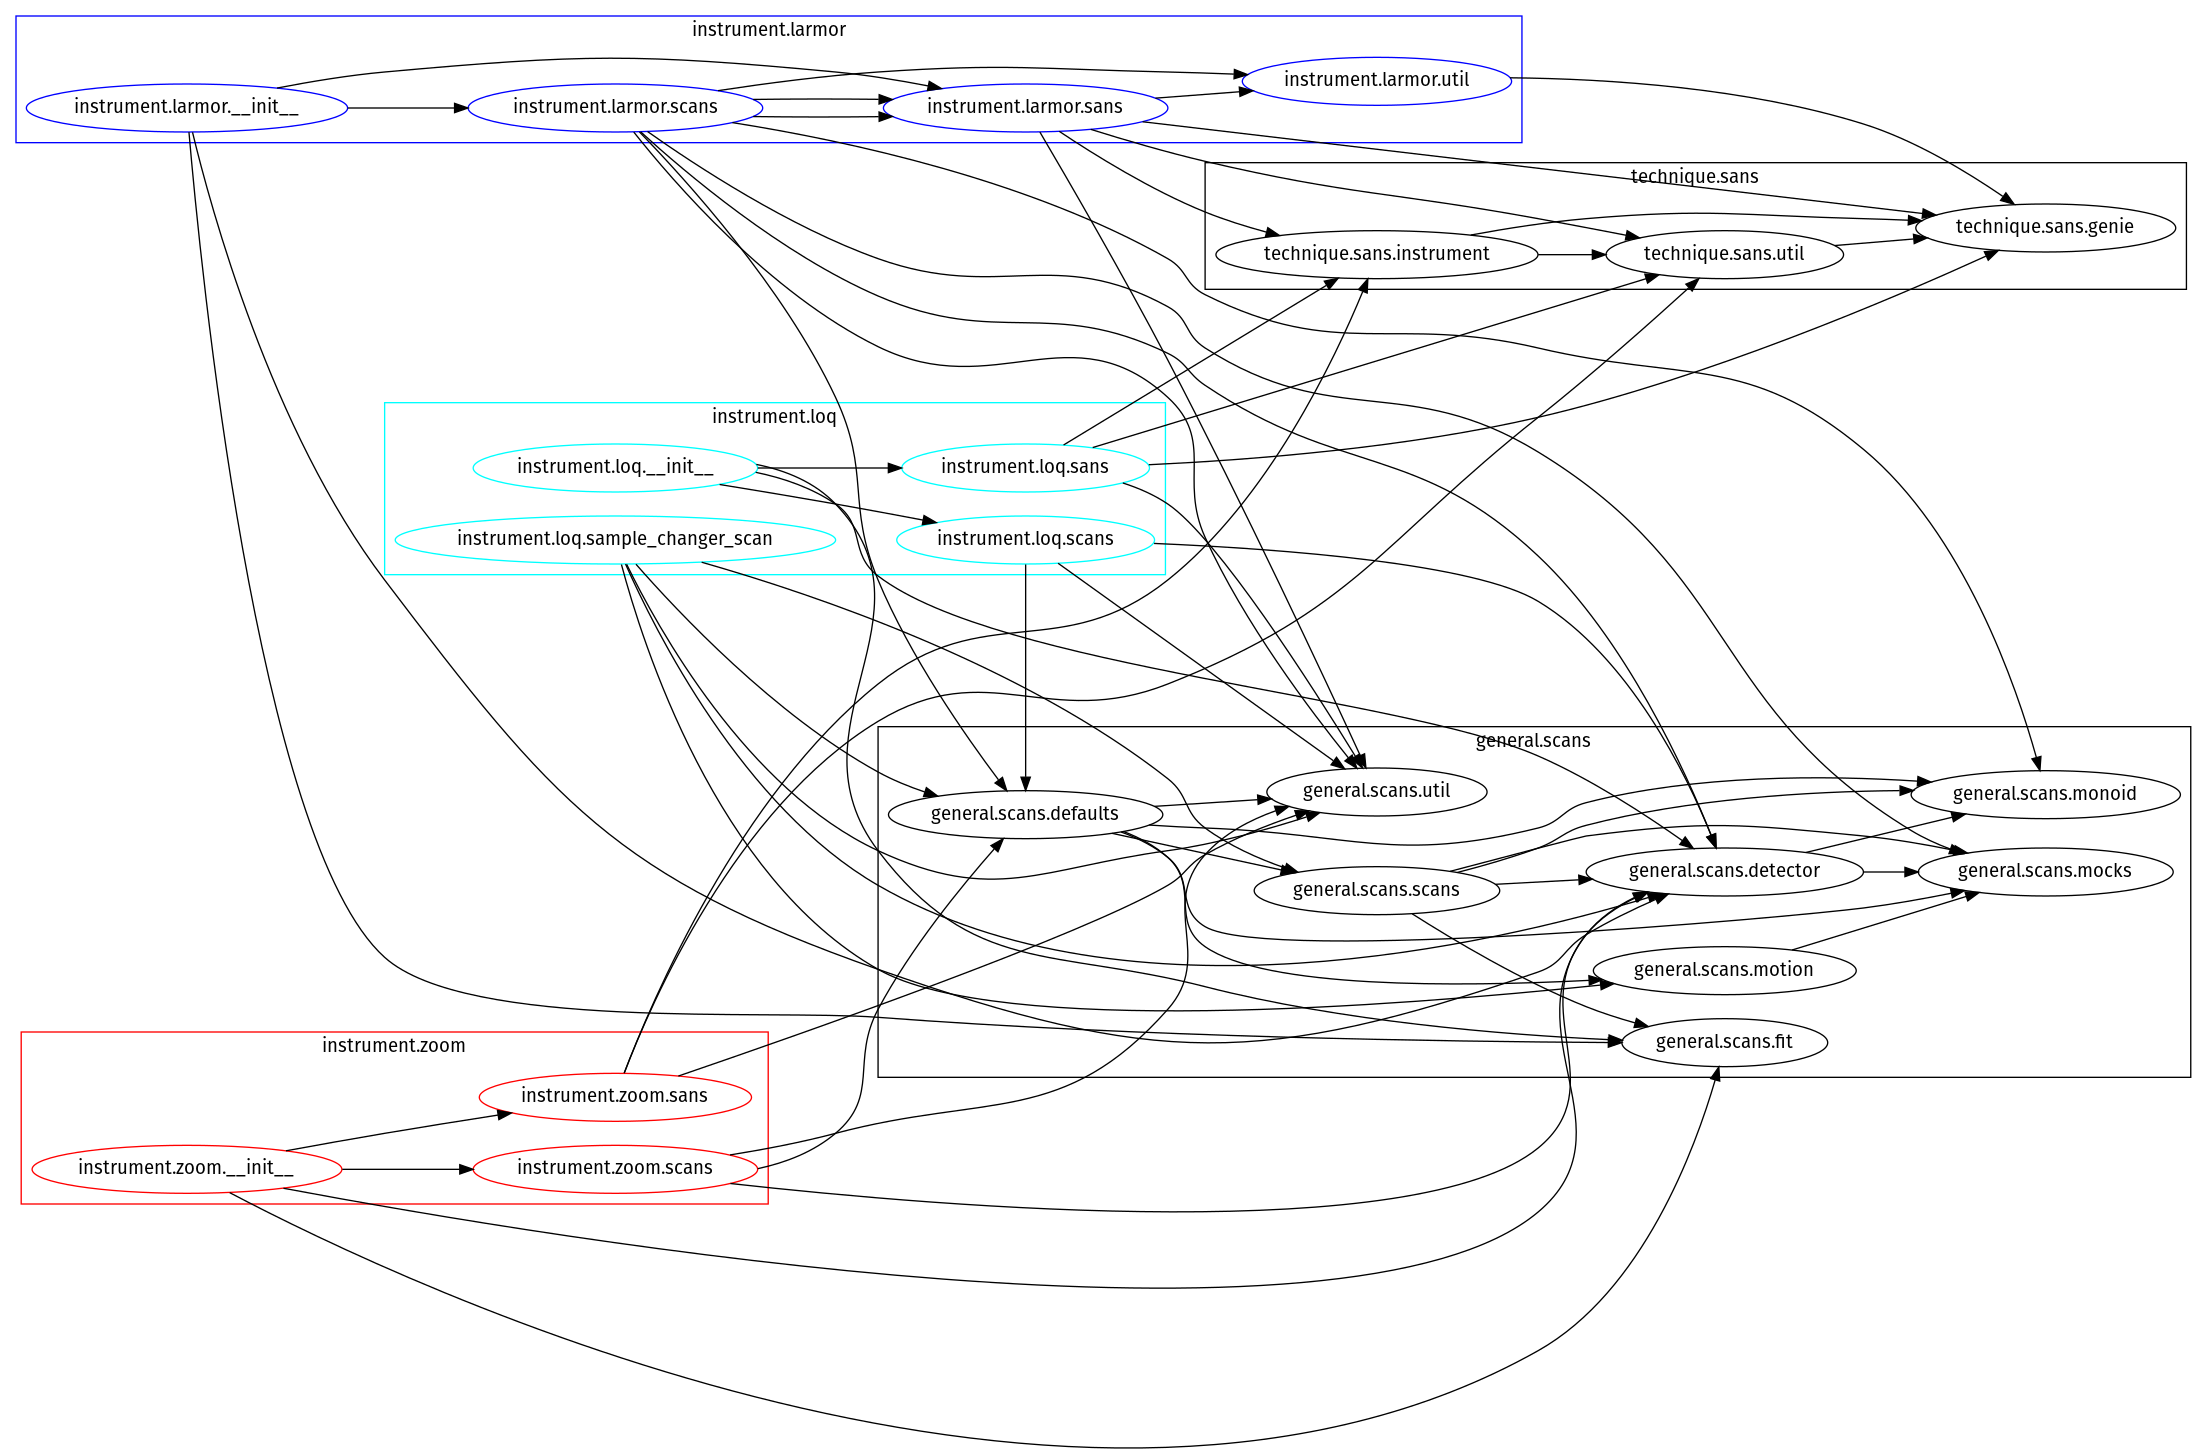 instrument.larmor
instrument.larmor.__init__
instrument.larmor.scans
instrument.larmor.sans
instrument.larmor.util
technique.sans
technique.sans.instrument
technique.sans.util
technique.sans.genie
instrument.loq
instrument.loq.__init__
instrument.loq.sans
instrument.loq.sample_changer_scan
instrument.loq.scans
general.scans
general.scans.defaults
general.scans.util
general.scans.scans
general.scans.detector
general.scans.monoid
general.scans.mocks
general.scans.motion
general.scans.fit
instrument.zoom
instrument.zoom.sans
instrument.zoom.__init__
instrument.zoom.scans